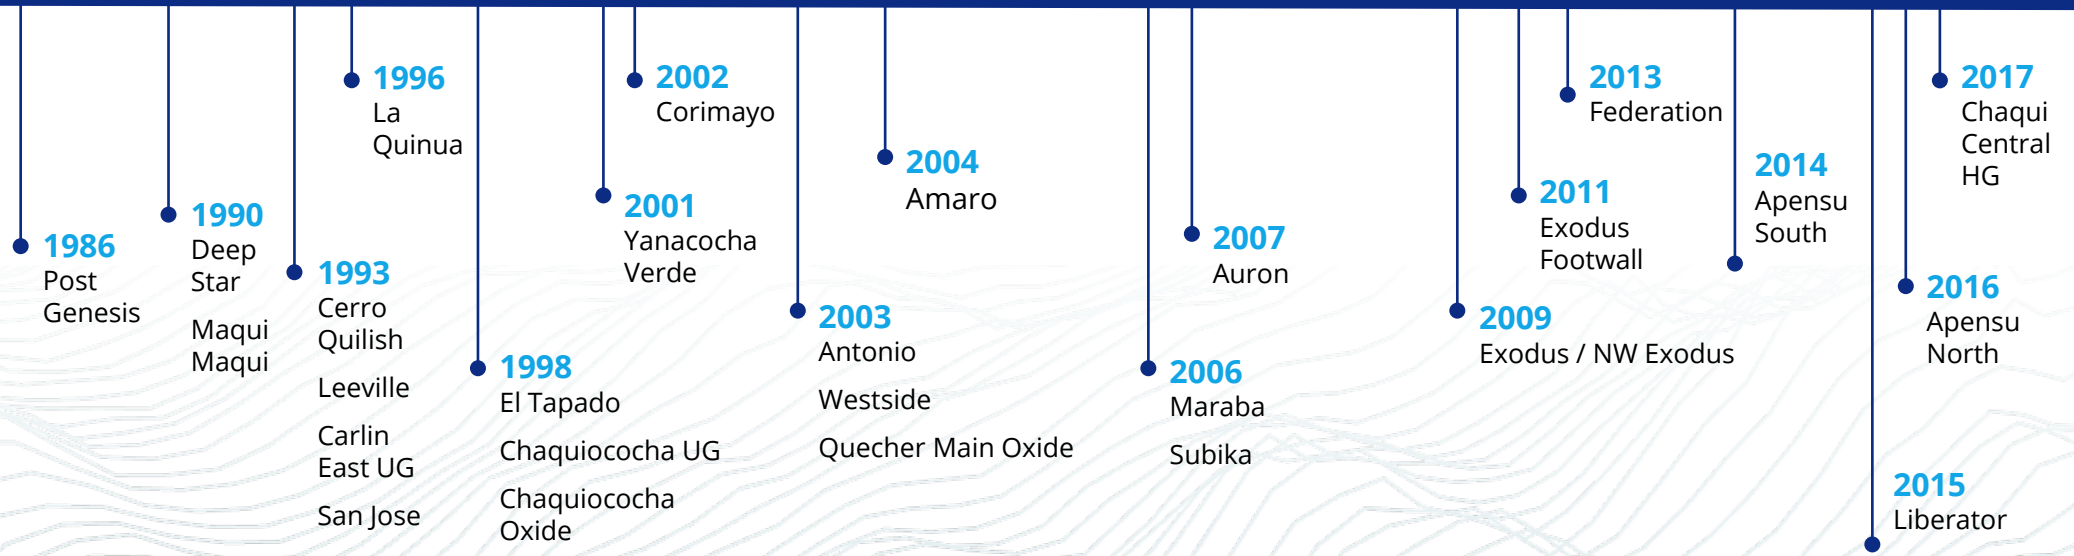 1986
Post
Genesis
1990
Deep
Star
Maqui
Maqui
1993
Cerro
Quilish
Leeville
Carlin
East UG
San Jose
1996
La
Quinua
1998
El Tapado
Chaquiococha UG
Chaquiococha
Oxide
2001
Yanacocha
Verde
2002
Corimayo
2003
Antonio
Westside
Quecher Main Oxide
2004
Amaro
2006
Maraba
Subika
2007
Auron
2009
Exodus / NW Exodus
2011
Exodus
Footwall
2013
Federation
2014
Apensu
South
2015
Liberator
2016
Apensu
North
2017
Chaqui
Central
HG